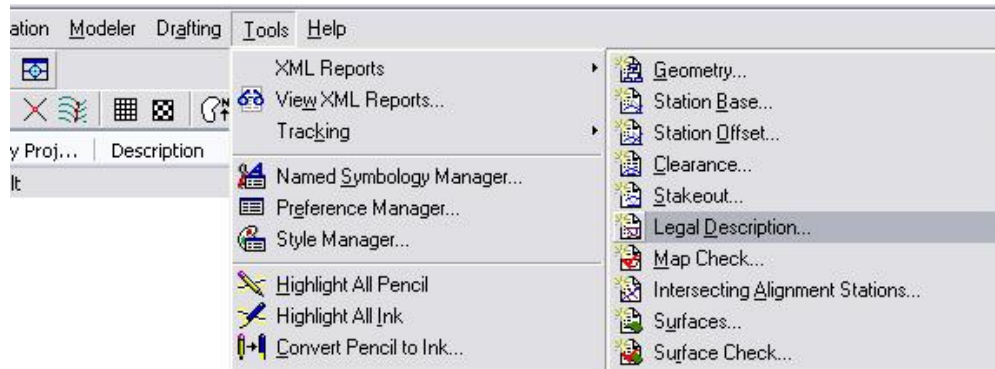 ation Modeler Drafting Tools Help
y Proj... Description
lt
XML Reports
View XML Reports...
Tracking
Named Symbology Manager...
Preference Manager...
Style Manager...
Highlight All Pencil
Highlight All Ink
Convert Pencil to Ink...
Geometry...
Station Base...
Station Offset...
Clearance...
Stakeout...
Legal Description...
Map Check...
Intersecting Alignment Stations...
Surfaces...
Surface Check...